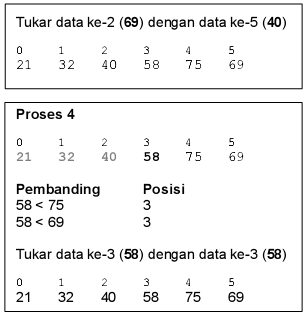 Tukar data ke-2 (69) dengan data ke-5 (40)
0 1 2 3 4 5
21 32 40 58 75 69
Proses 4
0 1 2 3 4 5
21 32 40 58 75 69
Pembanding Posisi
58 < 75 3
58 < 69 3
Tukar data ke-3 (58) dengan data ke-3 (58)
0 1 2 3 4 5
21 32 40 58 75 69